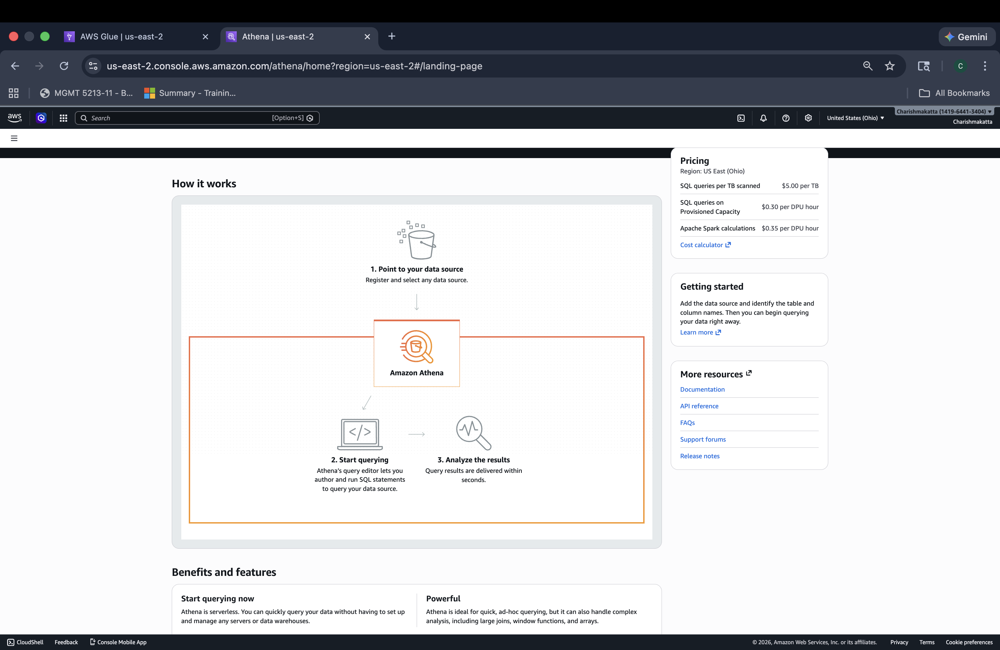 AWS Glue | us-east-2
Athena | us-east-2
Gemini
us-east-2.console.aws.amazon.com/athena/home?region=us-east-2#/landing-page
C
MGMT 5213-11 - B...
Summary - Trainin...
All Bookmarks
aws
Search
[Option+S]
United States (Ohio)
Charishmakatta (1419-6441-3404)
Charishmakatta
How it works
1. Point to your data source
Register and select any data source.
Amazon Athena
</>
2. Start querying
Athena’s query editor lets you
author and run SQL statements
to query your data source.
3. Analyze the results
Query results are delivered within
seconds.
Pricing
Region: US East (Ohio)
SQL queries per TB scanned $5.00 per TB
SQL queries on
Provisioned Capacity $0.30 per DPU hour
Apache Spark calculations $0.35 per DPU hour
Cost calculator
Getting started
Add the data source and identify the table and
column names. Then you can begin querying
your data right away.
Learn more
More resources
Documentation
API reference
FAQs
Support forums
Release notes
Benefits and features
Start querying now
Athena is serverless. You can quickly query your data without having to set up
and manage any servers or data warehouses.
Powerful
Athena is ideal for quick, ad-hoc querying, but it can also handle complex
analysis, including large joins, window functions, and arrays.
CloudShell Feedback Console Mobile App
© 2026, Amazon Web Services, Inc. or its affiliates. Privacy Terms Cookie preferences